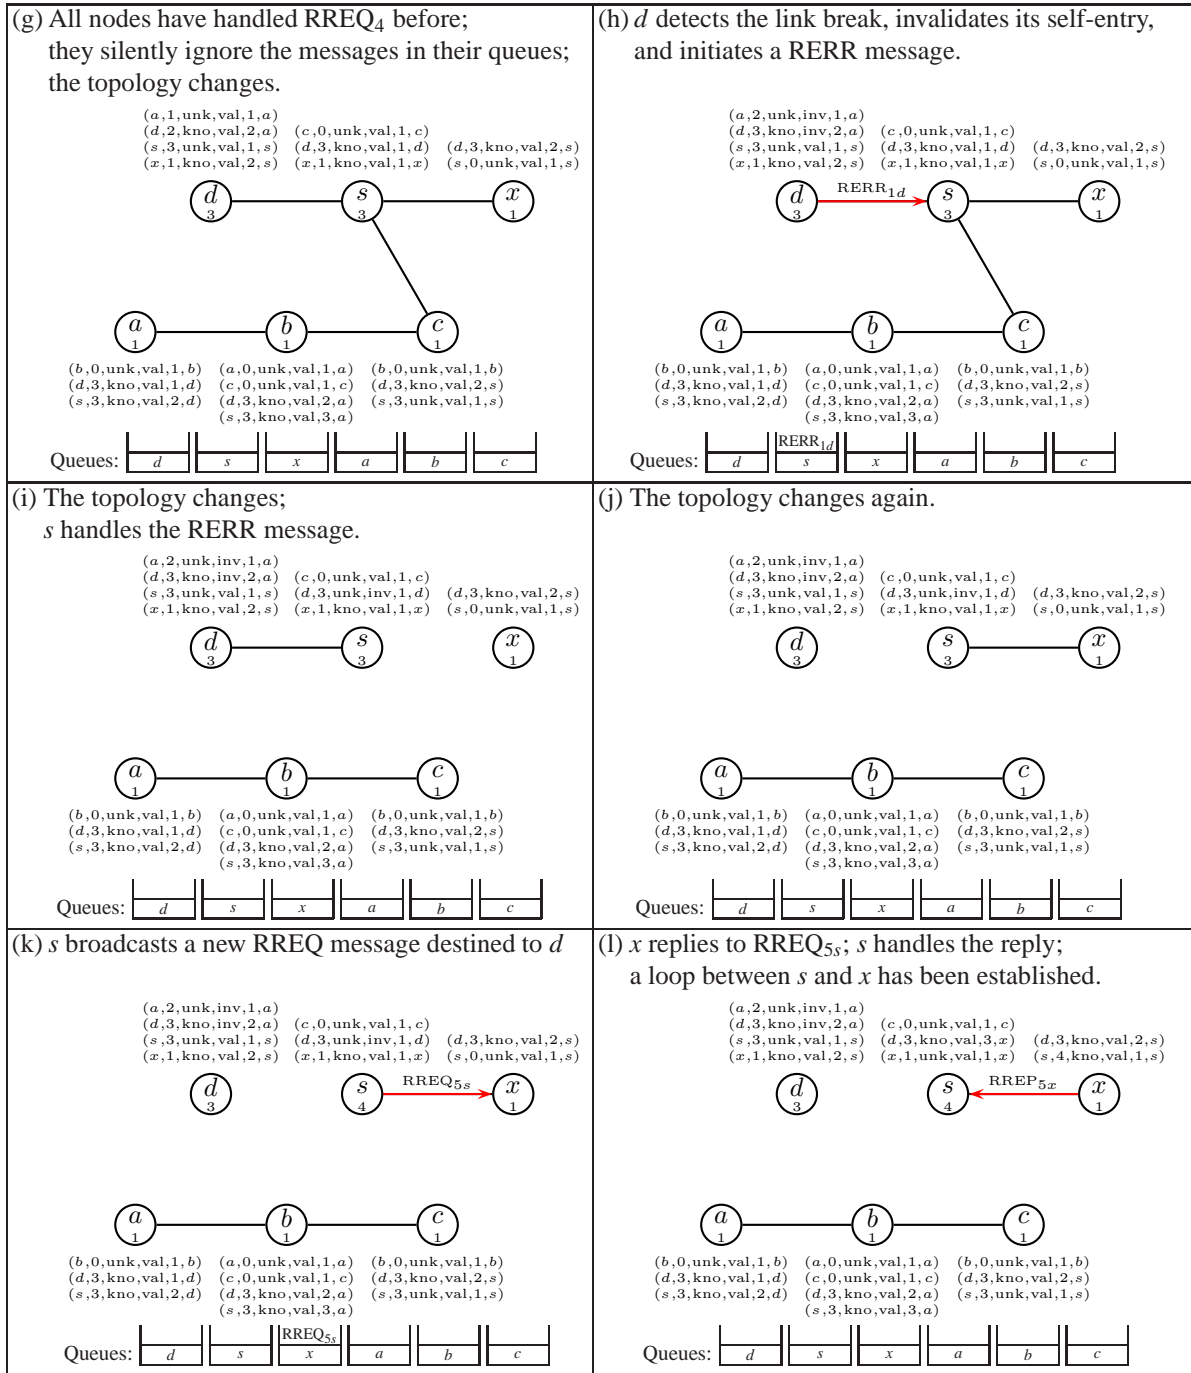 (g) All nodes have handled RREQ4 before;
they silently ignore the messages in their queues;
the topology changes.
(a,1,unk,val,1,a)
(d,2,kno,val,2,a) (c,0,unk,val,1,c)
(s,3,unk,val,1,s) (d,3,kno,val,1,d) (d,3,kno,val,2,s)
(x,1,kno,val,2,s) (x,1,kno,val,1,x) (s,0,unk,val,1,s)
d s x
3 3 1
a b c
1 1 1
(b,0,unk,val,1,b) (a,0,unk,val,1,a) (b,0,unk,val,1,b)
(d,3,kno,val,1,d) (c,0,unk,val,1,c) (d,3,kno,val,2,s)
(s,3,kno,val,2,d) (d,3,kno,val,2,a) (s,3,unk,val,1,s)
(s,3,kno,val,3,a)
Queues: d s x a b c
(h) d detects the link break, invalidates its self-entry,
and initiates a RERR message.
(a,2,unk,inv,1,a)
(d,3,kno,inv,2,a) (c,0,unk,val,1,c)
(s,3,unk,val,1,s) (d,3,kno,val,1,d) (d,3,kno,val,2,s)
(x,1,kno,val,2,s) (x,1,kno,val,1,x) (s,0,unk,val,1,s)
RERR1d
d s x
3 3 1
a b c
1 1 1
(b,0,unk,val,1,b) (a,0,unk,val,1,a) (b,0,unk,val,1,b)
(d,3,kno,val,1,d) (c,0,unk,val,1,c) (d,3,kno,val,2,s)
(s,3,kno,val,2,d) (d,3,kno,val,2,a) (s,3,unk,val,1,s)
(s,3,kno,val,3,a)
RERR1d
Queues: d s x a b c
(i) The topology changes;
s handles the RERR message.
(a,2,unk,inv,1,a)
(d,3,kno,inv,2,a) (c,0,unk,val,1,c)
(s,3,unk,val,1,s) (d,3,unk,inv,1,d) (d,3,kno,val,2,s)
(x,1,kno,val,2,s) (x,1,kno,val,1,x) (s,0,unk,val,1,s)
d s x
3 3 1
a b c
1 1 1
(b,0,unk,val,1,b) (a,0,unk,val,1,a) (b,0,unk,val,1,b)
(d,3,kno,val,1,d) (c,0,unk,val,1,c) (d,3,kno,val,2,s)
(s,3,kno,val,2,d) (d,3,kno,val,2,a) (s,3,unk,val,1,s)
(s,3,kno,val,3,a)
Queues: d s x a b c
(j) The topology changes again.
(a,2,unk,inv,1,a)
(d,3,kno,inv,2,a) (c,0,unk,val,1,c)
(s,3,unk,val,1,s) (d,3,unk,inv,1,d) (d,3,kno,val,2,s)
(x,1,kno,val,2,s) (x,1,kno,val,1,x) (s,0,unk,val,1,s)
d s x
3 3 1
a b c
1 1 1
(b,0,unk,val,1,b) (a,0,unk,val,1,a) (b,0,unk,val,1,b)
(d,3,kno,val,1,d) (c,0,unk,val,1,c) (d,3,kno,val,2,s)
(s,3,kno,val,2,d) (d,3,kno,val,2,a) (s,3,unk,val,1,s)
(s,3,kno,val,3,a)
Queues: d s x a b c
(k) s broadcasts a new RREQ message destined to d
(a,2,unk,inv,1,a)
(d,3,kno,inv,2,a) (c,0,unk,val,1,c)
(s,3,unk,val,1,s) (d,3,unk,inv,1,d) (d,3,kno,val,2,s)
(x,1,kno,val,2,s) (x,1,kno,val,1,x) (s,0,unk,val,1,s)
RREQ5s
d s x
3 4 1
a b c
1 1 1
(b,0,unk,val,1,b) (a,0,unk,val,1,a) (b,0,unk,val,1,b)
(d,3,kno,val,1,d) (c,0,unk,val,1,c) (d,3,kno,val,2,s)
(s,3,kno,val,2,d) (d,3,kno,val,2,a) (s,3,unk,val,1,s)
(s,3,kno,val,3,a)
RREQ5s
Queues: d s x a b c
(l) x replies to RREQ5s; s handles the reply;
a loop between s and x has been established.
(a,2,unk,inv,1,a)
(d,3,kno,inv,2,a) (c,0,unk,val,1,c)
(s,3,unk,val,1,s) (d,3,kno,val,3,x) (d,3,kno,val,2,s)
(x,1,kno,val,2,s) (x,1,unk,val,1,x) (s,4,kno,val,1,s)
RREP5x
d s x
3 4 1
a b c
1 1 1
(b,0,unk,val,1,b) (a,0,unk,val,1,a) (b,0,unk,val,1,b)
(d,3,kno,val,1,d) (c,0,unk,val,1,c) (d,3,kno,val,2,s)
(s,3,kno,val,2,d) (d,3,kno,val,2,a) (s,3,unk,val,1,s)
(s,3,kno,val,3,a)
Queues: d s x a b c